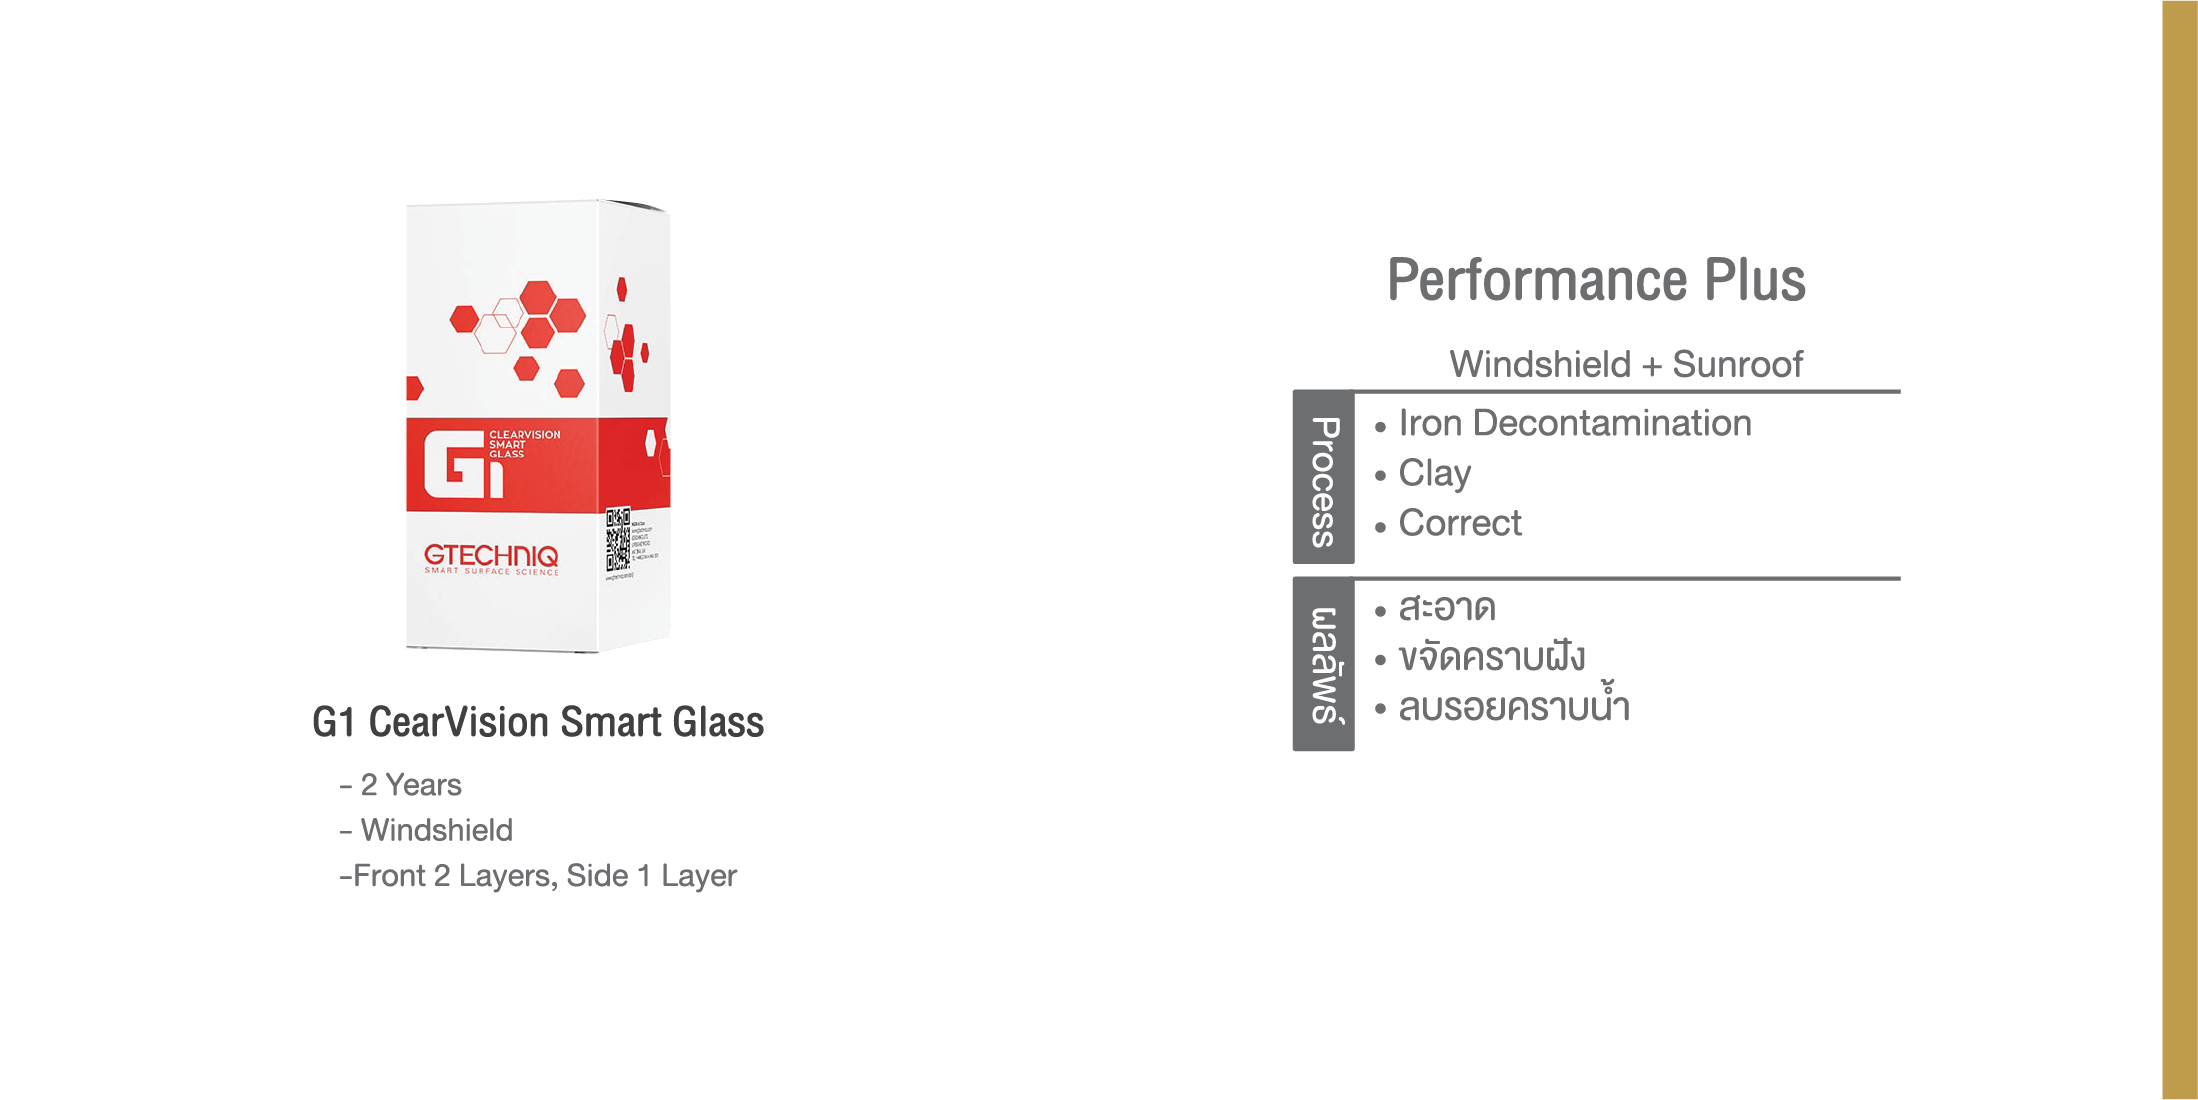 CLEARVISION
SMART
GLASS
G1
GTECHNIQ
SMART SURFACE SCIENCE
G1 CearVision Smart Glass
- 2 Years
- Windshield
-Front 2 Layers, Side 1 Layer
Performance Plus
Windshield + Sunroof
Process
• Iron Decontamination
• Clay
• Correct
ผลลัพธ์
• สะอาด
• ขจัดคราบฝัง
• ลบรอยคราบน้ำ